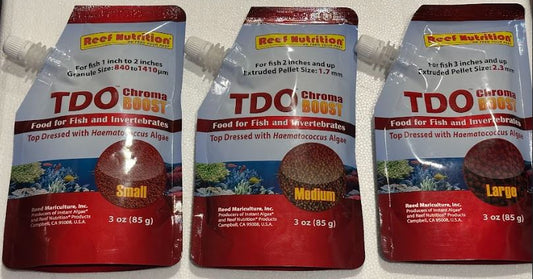 Reef Nutrition
For fish 1 inch to 2 inches
Granule Size: 840 to 1410 µm
TDO Chroma BOOST
Food for Fish and Invertebrates
Top Dressed with Haematococcus Algae
Small
Reed Mariculture, Inc.
Producers of Instant Algae®
and Reef Nutrition® Products
Campbell, CA 95008, U.S.A.
3 oz (85 g)
Reef Nutrition
For fish 2 inches and up
Extruded Pellet Size: 1.7 mm
TDO Chroma BOOST
Food for Fish and Invertebrates
Top Dressed with Haematococcus Algae
Medium
Reed Mariculture, Inc.
Producers of Instant Algae®
and Reef Nutrition® Products
Campbell, CA 95008, U.S.A.
3 oz (85 g)
Reef Nutrition
For fish 3 inches and up
Extruded Pellet Size: 2.3 mm
TDO Chroma BOOST
Food for Fish and Invertebrates
Top Dressed with Haematococcus Algae
Large
Reed Mariculture, Inc.
Producers of Instant Algae®
and Reef Nutrition® Products
Campbell, CA 95008, U.S.A.
3 oz (85 g)